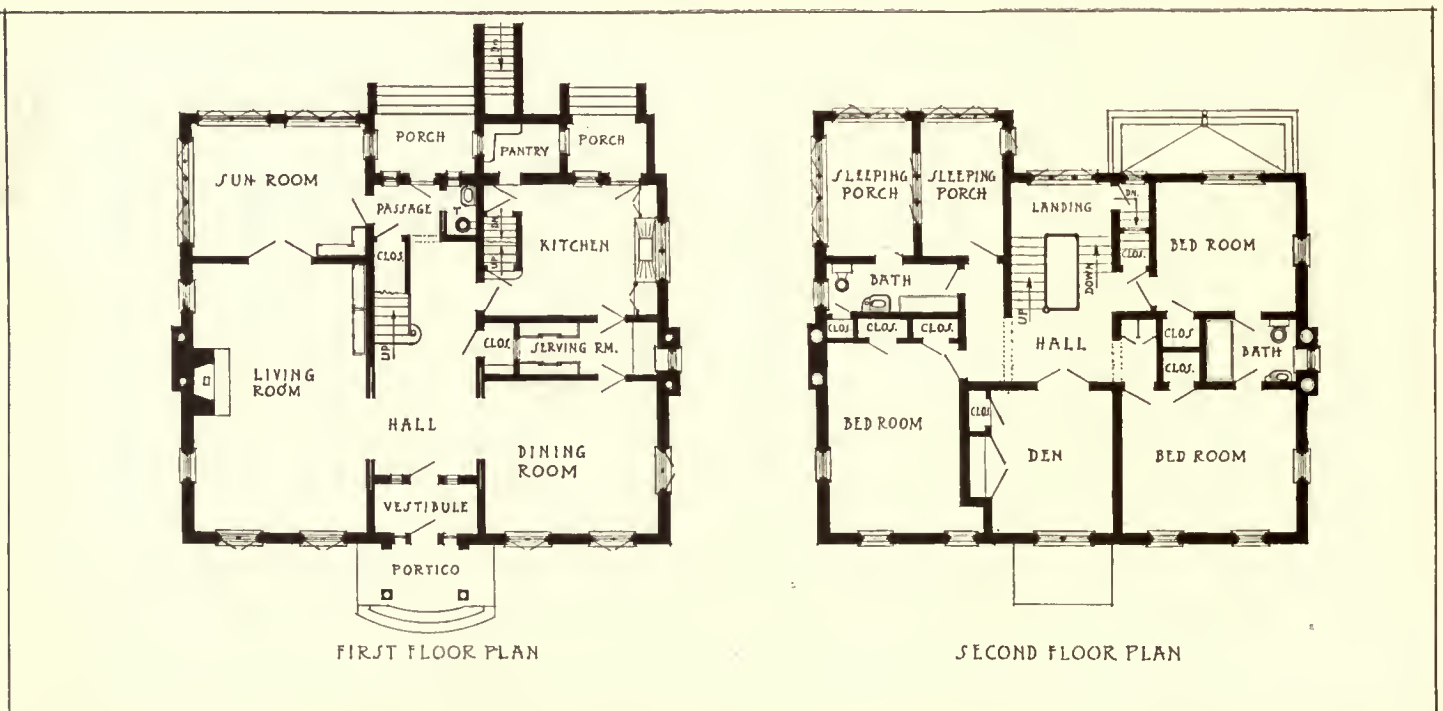 DN
SUN ROOM
PORCH
PANTRY
PORCH
PASSAGE
T
DN
UP
KITCHEN
CLOS.
UP
CLOS.
SERVING RM.
LIVING
ROOM
HALL
DINING
ROOM
VESTIBULE
PORTICO
FIRST FLOOR PLAN
SLEEPING
PORCH
SLEEPING
PORCH
LANDING
DN.
CLOS.
BED ROOM
BATH
UP
DOWN
CLOS.
CLOS.
CLOS.
HALL
CLOS
CLOS.
BATH
BED ROOM
CLOS
DEN
BED ROOM
SECOND FLOOR PLAN